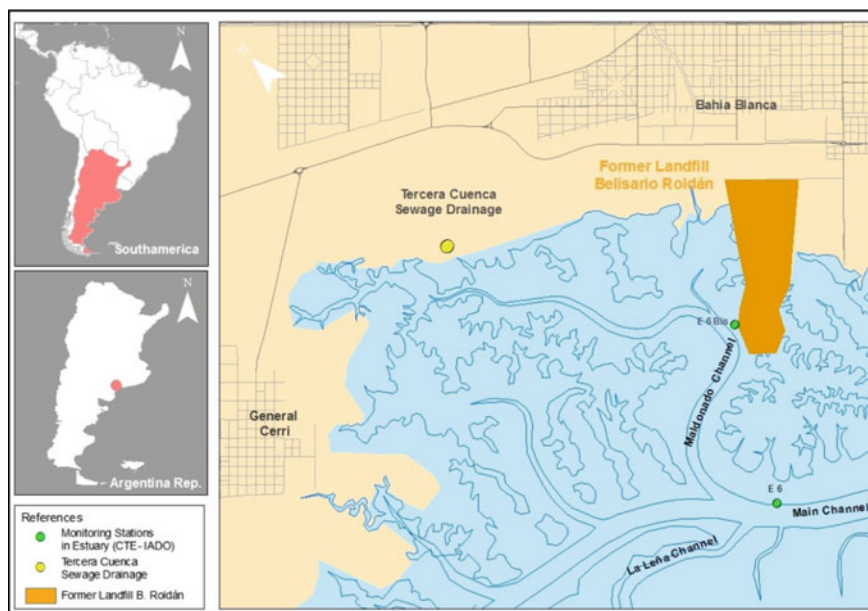 N
Southamerica
N
Argentina Rep.
References
Monitoring Stations
in Estuary (CTE- IADO)
Tercera Cuenca
Sewage Drainage
Former Landfill B. Roldán
Bahia Blanca
Former Landfill
Belisario Roldán
Tercera Cuenca
Sewage Drainage
E 6 Bis
Maldonado Channel
General
Cerri
E 6
Main Channel
La Leña Channel